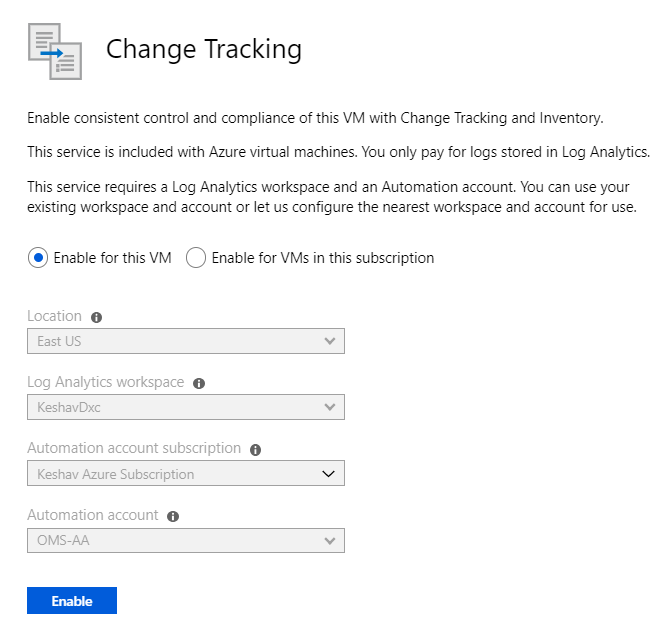 Change Tracking
Enable consistent control and compliance of this VM with Change Tracking and Inventory.
This service is included with Azure virtual machines. You only pay for logs stored in Log Analytics.
This service requires a Log Analytics workspace and an Automation account. You can use your
existing workspace and account or let us configure the nearest workspace and account for use.
Enable for this VM Enable for VMs in this subscription
Location
East US
Log Analytics workspace
KeshavDxc
Automation account subscription
Keshav Azure Subscription
Automation account
OMS-AA
Enable